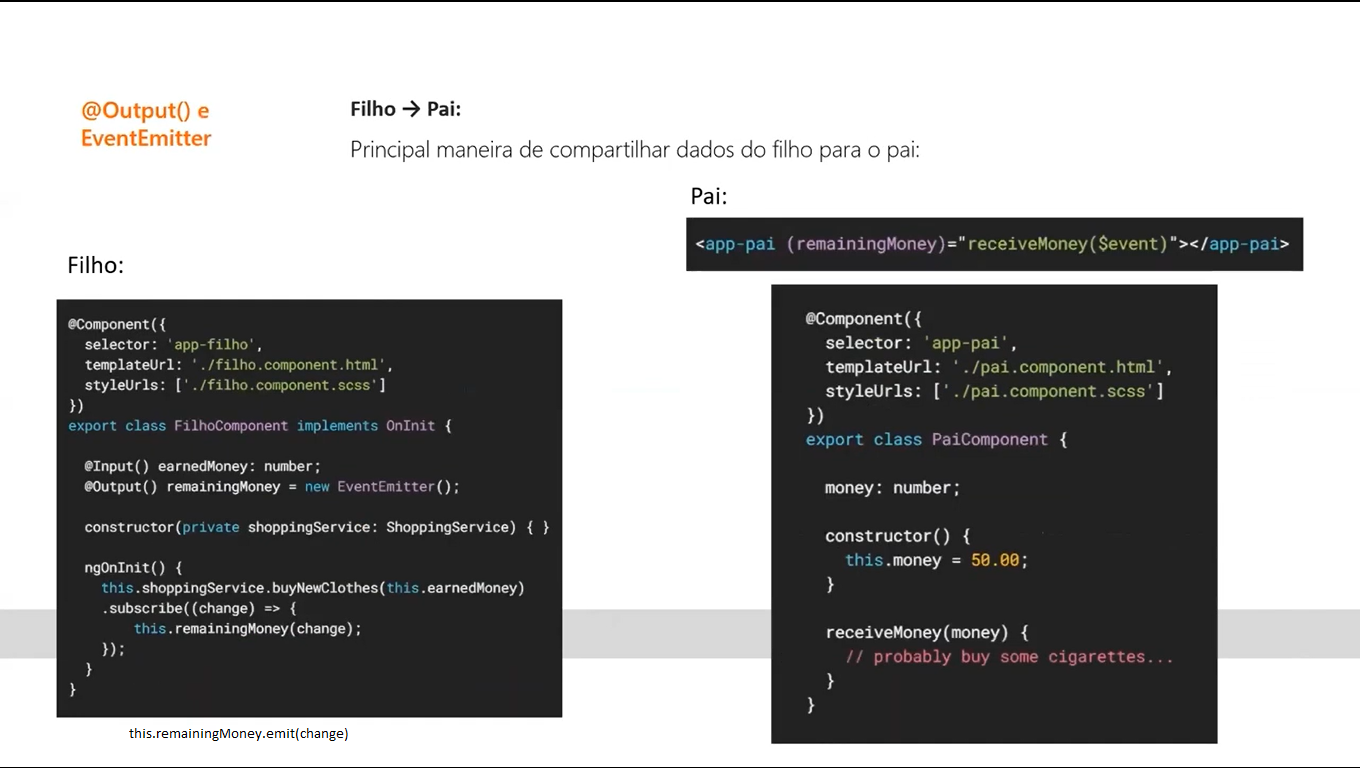 @Output() e
EventEmitter
Filho → Pai:
Principal maneira de compartilhar dados do filho para o pai:
Pai:
<app-pai (remainingMoney)="receiveMoney($event)"></app-pai>
Filho:
@Component({
  selector: 'app-filho',
  templateUrl: './filho.component.html',
  styleUrls: ['./filho.component.scss']
})
export class FilhoComponent implements OnInit {
  @Input() earnedMoney: number;
  @Output() remainingMoney = new EventEmitter();
  constructor(private shoppingService: ShoppingService) { }
  ngOnInit() {
    this.shoppingService.buyNewClothes(this.earnedMoney)
    .subscribe((change) => {
        this.remainingMoney(change);
    });
  }
}
this.remainingMoney.emit(change)
@Component({
  selector: 'app-pai',
  templateUrl: './pai.component.html',
  styleUrls: ['./pai.component.scss']
})
export class PaiComponent {
  money: number;
  constructor() {
    this.money = 50.00;
  }
  receiveMoney(money) {
    // probably buy some cigarettes...
  }
}